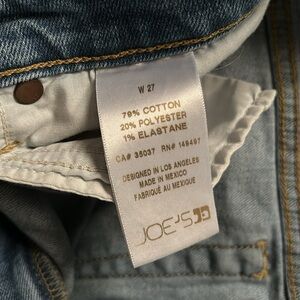 W 27
79% COTTON
20% POLYESTER
1% ELASTANE
CA# 35037 RN# 149497
DESIGNED IN LOS ANGELES
MADE IN MEXICO
FABRIQUÉ AU MEXIQUE
JOE'S